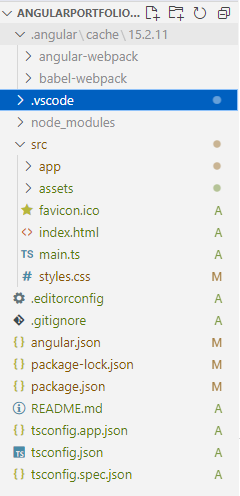 ANGULARPORTFOLIO...
.angular\cache\15.2.11
angular-webpack
babel-webpack
.vscode
node_modules
src
app
assets
favicon.ico A
<> index.html A
TS main.ts A
# styles.css M
.editorconfig A
.gitignore A
{} angular.json M
{} package-lock.json M
{} package.json M
README.md A
{} tsconfig.app.json A
TS tsconfig.json A
{} tsconfig.spec.json A